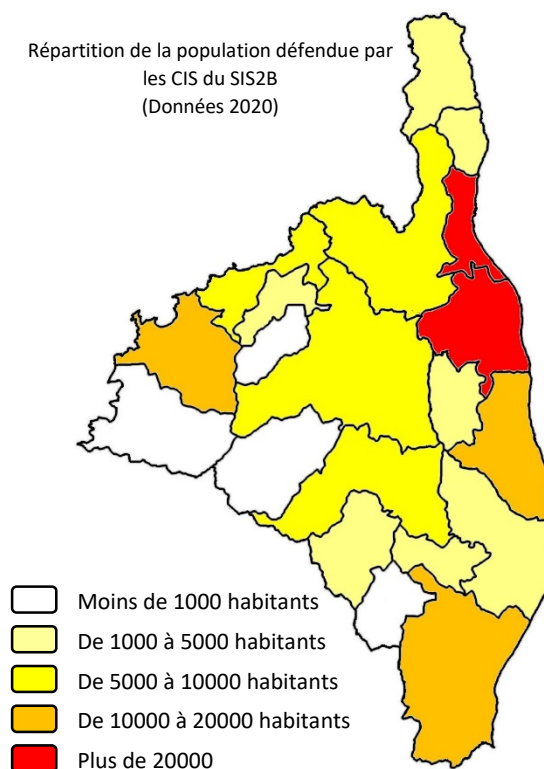 Répartition de la population défendue par
les CIS du SIS2B
(Données 2020)
Moins de 1000 habitants
De 1000 à 5000 habitants
De 5000 à 10000 habitants
De 10000 à 20000 habitants
Plus de 20000